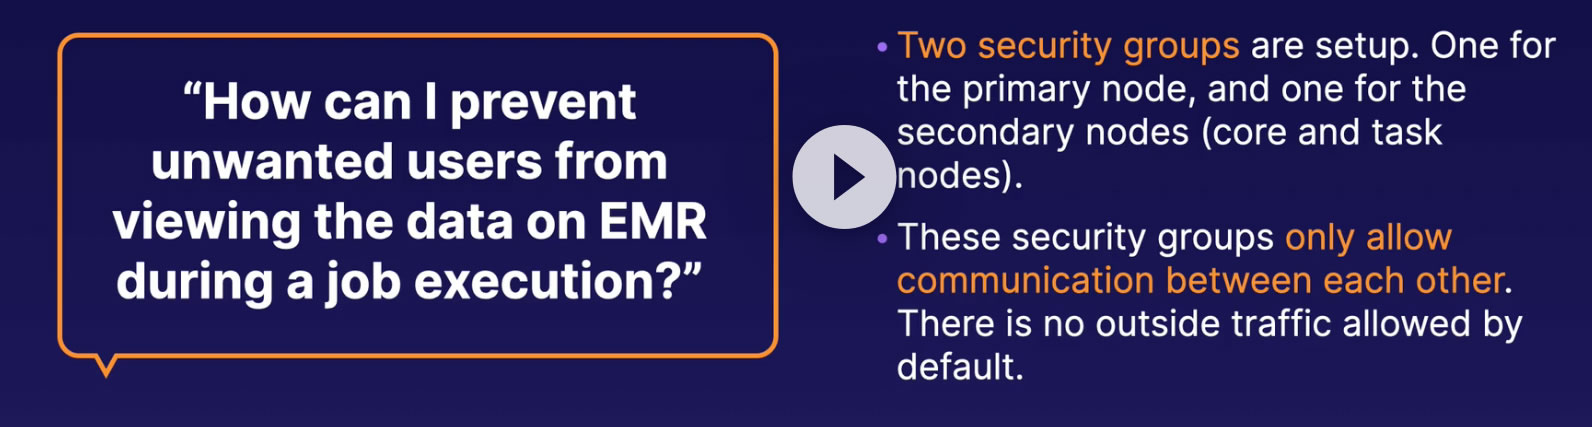 “How can I prevent
unwanted users from
viewing the data on EMR
during a job execution?”
• Two security groups are setup. One for
the primary node, and one for the
secondary nodes (core and task
nodes).
• These security groups only allow
communication between each other.
There is no outside traffic allowed by
default.